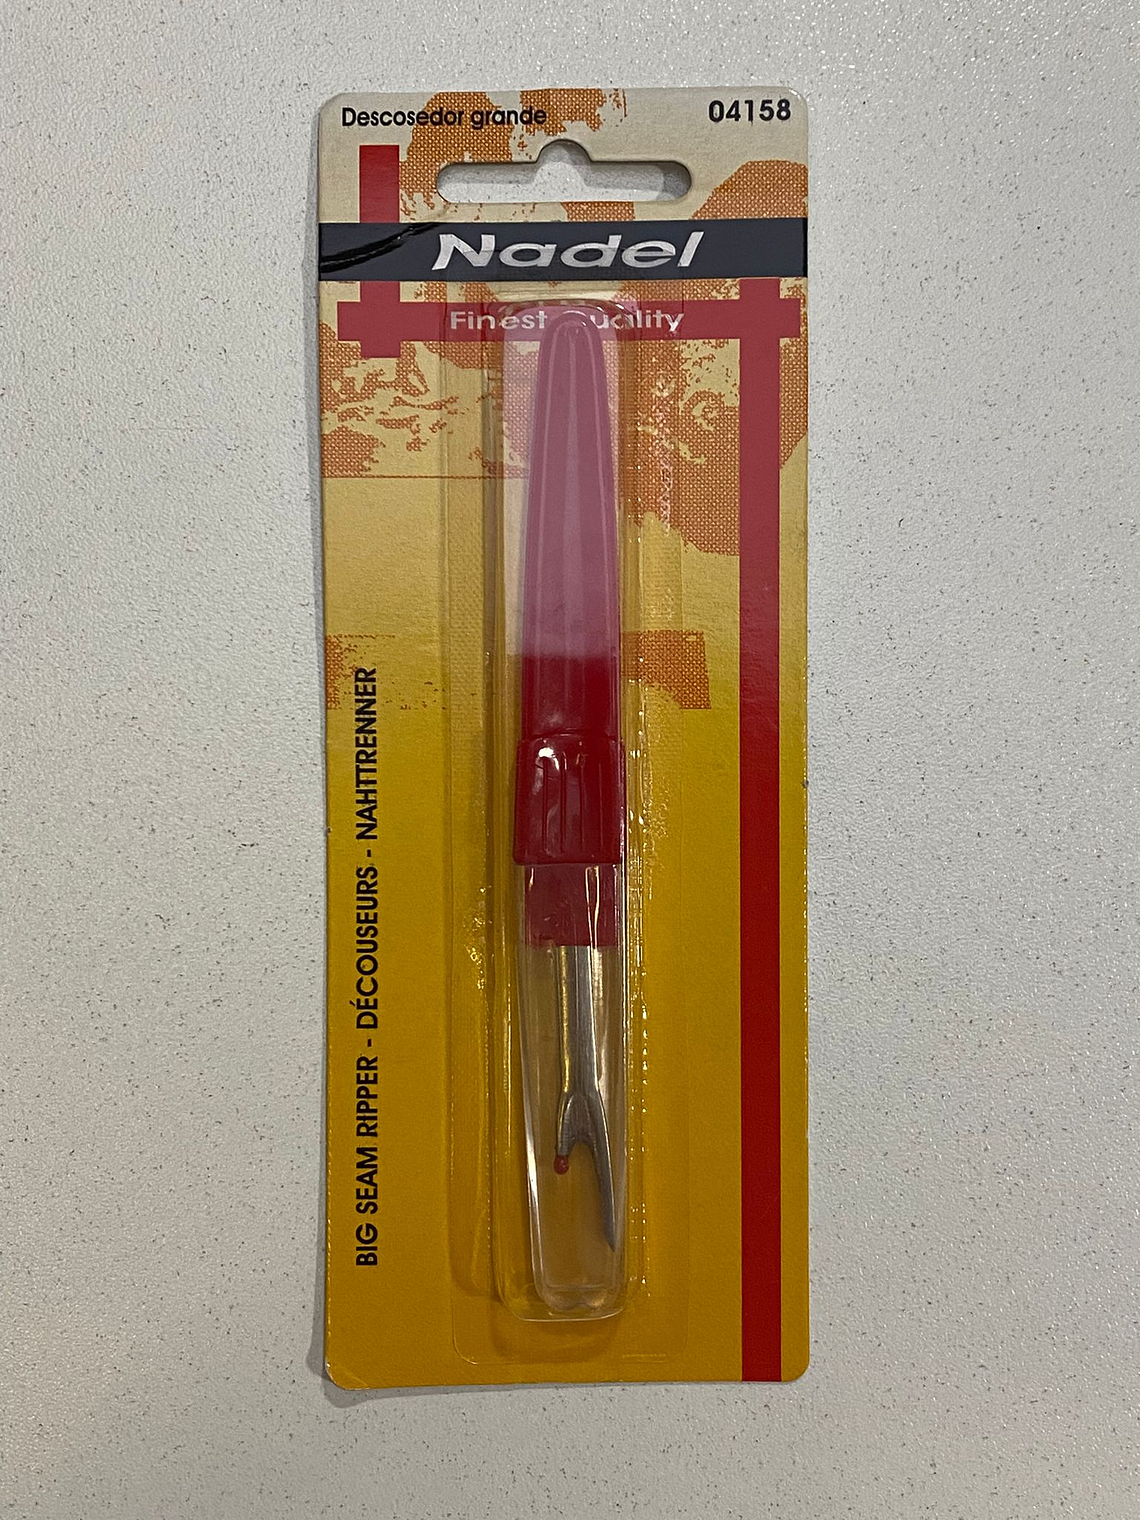 Descosedor grande
04158
Nadel
Finest Quality
BIG SEAM RIPPER - DÉCOUSEURS - NAHTTRENNER